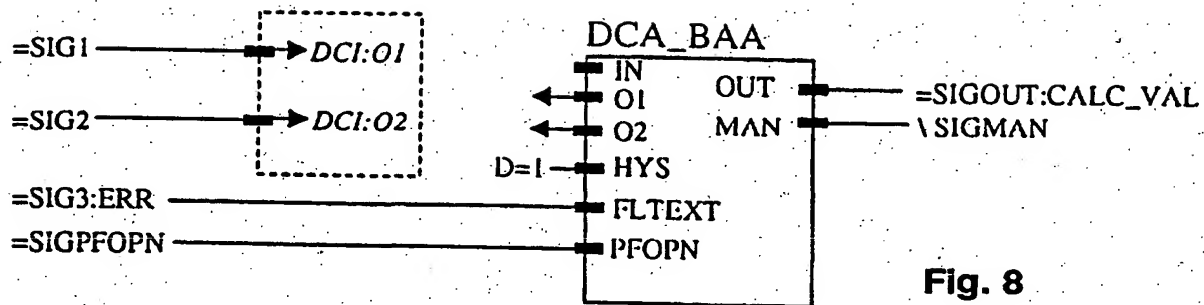 DCA_BAA
=SIG1 DCI:O1
IN
OUT =SIGOUT:CALC_VAL
O1
=SIG2 DCI:O2
O2
MAN \SIGMAN
D=1 HYS
=SIG3:ERR FLTEXT
=SIGPFOPN PFOPN
Fig. 8